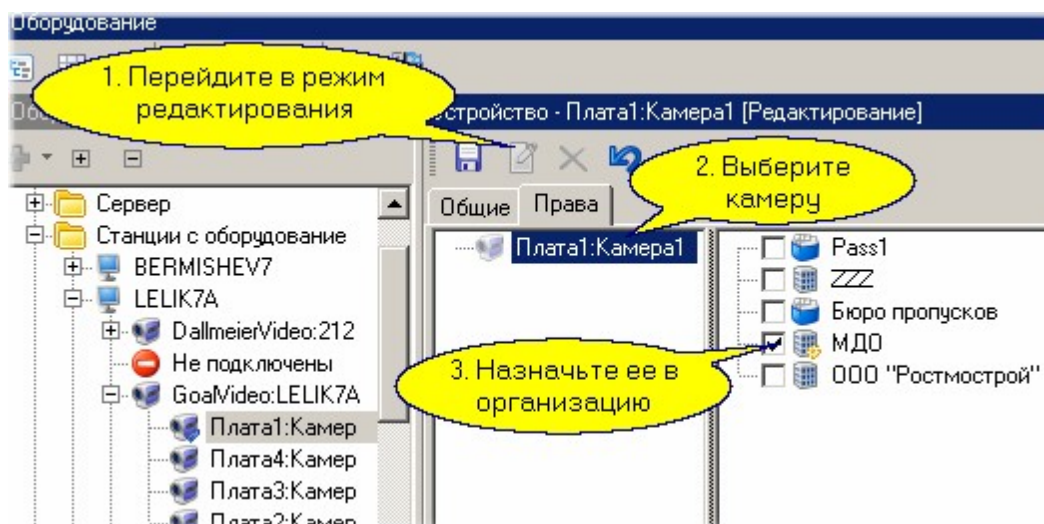 Оборудование
1. Перейдите в режим
редактирования
устройство - Плата1:Камера1 [Редактирование]
2. Выберите
камеру
Общие
Права
Сервер
Станции с оборудование
BERMISHEV7
LELIK7A
DallmeierVideo:212
Не подключены
GoalVideo:LELIK7A
Плата1:Камер
Плата4:Камер
Плата3:Камер
Плата2:Камер
Плата1:Камера1
Pass1
ZZZ
Бюро пропусков
МДО
ООО "Ростмострой"
3. Назначьте ее в
организацию